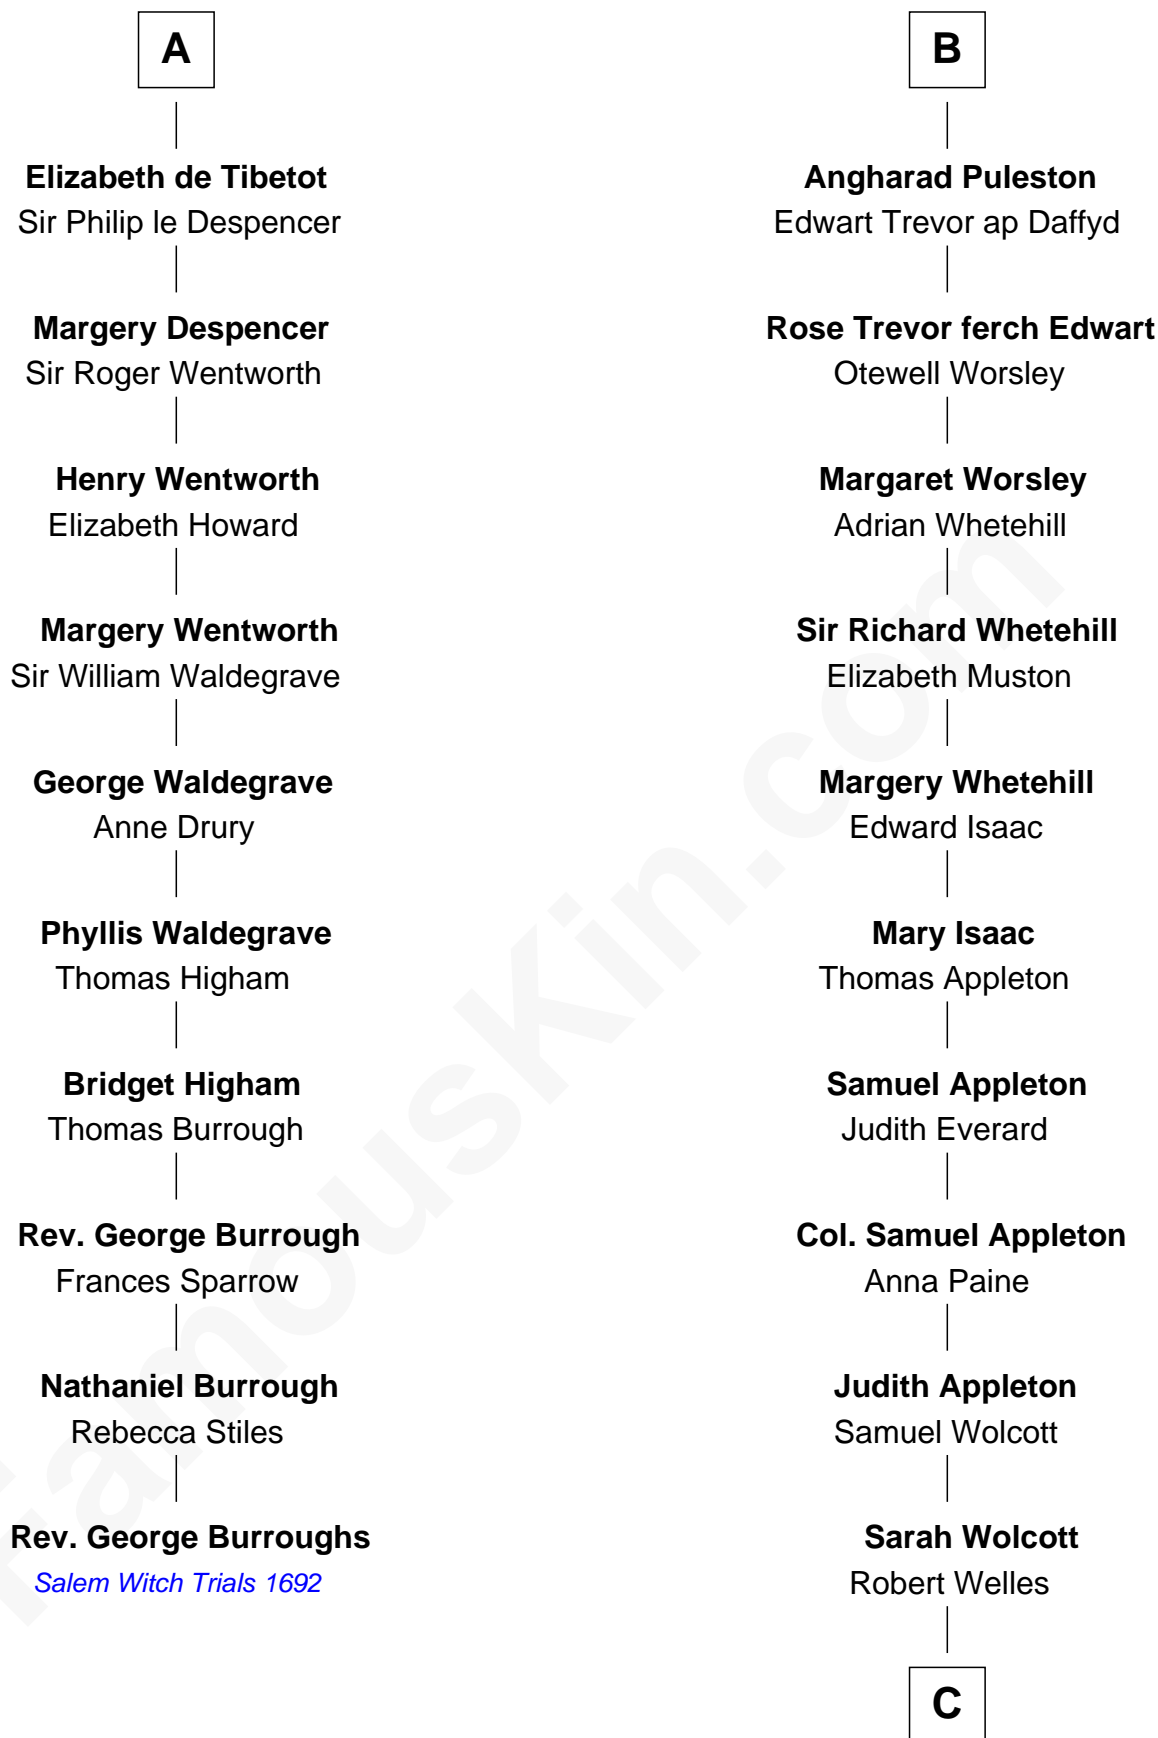 A
Elizabeth de Tibetot
Sir Philip le Despencer
Margery Despencer
Sir Roger Wentworth
Henry Wentworth
Elizabeth Howard
Margery Wentworth
Sir William Waldegrave
George Waldegrave
Anne Drury
Phyllis Waldegrave
Thomas Higham
Bridget Higham
Thomas Burrough
Rev. George Burrough
Frances Sparrow
Nathaniel Burrough
Rebecca Stiles
Rev. George Burroughs
Salem Witch Trials 1692
B
Angharad Puleston
Edwart Trevor ap Daffyd
Rose Trevor ferch Edwart
Otewell Worsley
Margaret Worsley
Adrian Whetehill
Sir Richard Whetehill
Elizabeth Muston
Margery Whetehill
Edward Isaac
Mary Isaac
Thomas Appleton
Samuel Appleton
Judith Everard
Col. Samuel Appleton
Anna Paine
Judith Appleton
Samuel Wolcott
Sarah Wolcott
Robert Welles
C
FamousKin.com